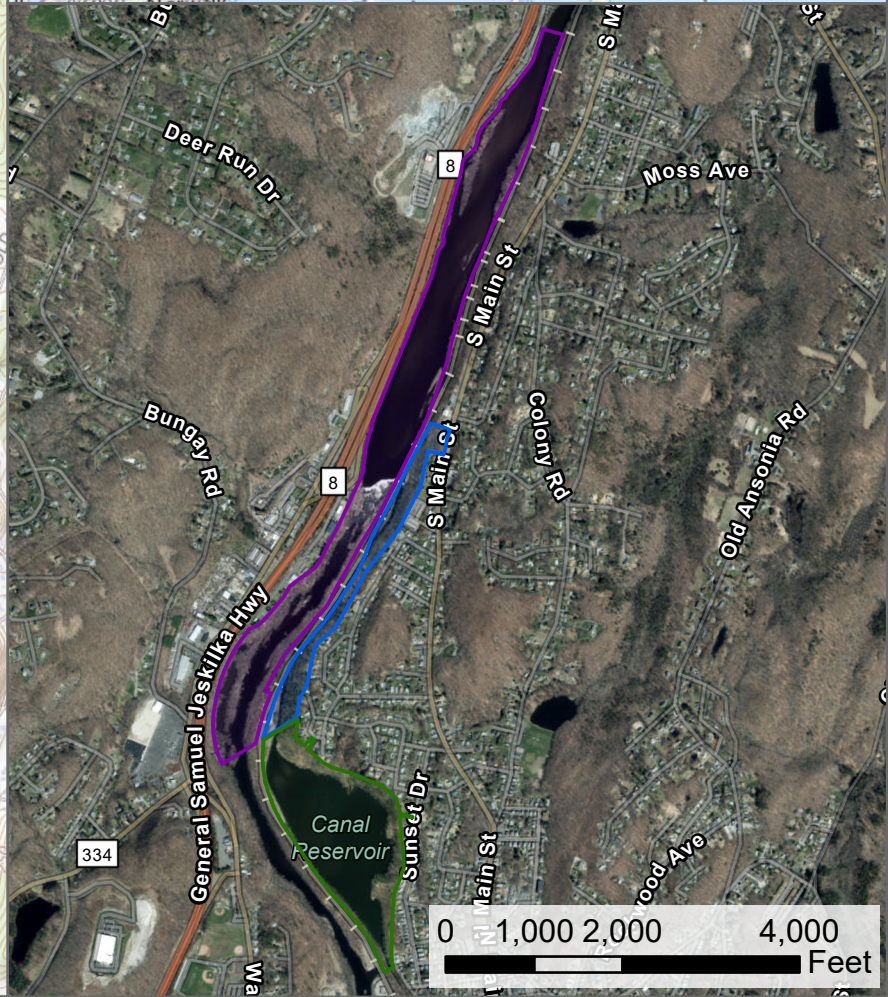 S M
St
Deer Run Dr
8
Moss Ave
S Main St
Bungay Rd
Colony Rd
S Main St
8
Old Ansonia Rd
General Samuel Jeskilka Hwy
Canal
Reservoir
Sunset Dr
334
Main St
wood Ave
Wa
0 1,000 2,000 4,000
Feet